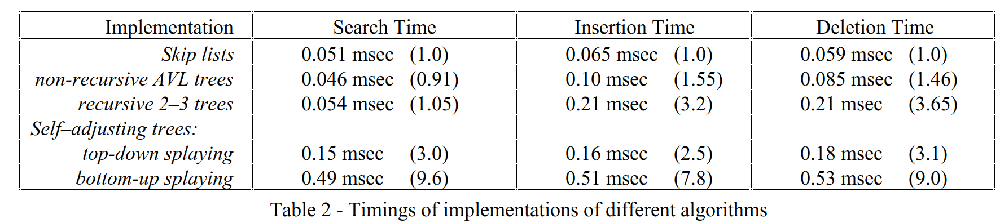 Implementation Search Time Insertion Time Deletion Time
Skip lists 0.051 msec (1.0) 0.065 msec (1.0) 0.059 msec (1.0)
non-recursive AVL trees 0.046 msec (0.91) 0.10 msec (1.55) 0.085 msec (1.46)
recursive 2–3 trees 0.054 msec (1.05) 0.21 msec (3.2) 0.21 msec (3.65)
Self–adjusting trees:
top-down splaying 0.15 msec (3.0) 0.16 msec (2.5) 0.18 msec (3.1)
bottom-up splaying 0.49 msec (9.6) 0.51 msec (7.8) 0.53 msec (9.0)
Table 2 - Timings of implementations of different algorithms